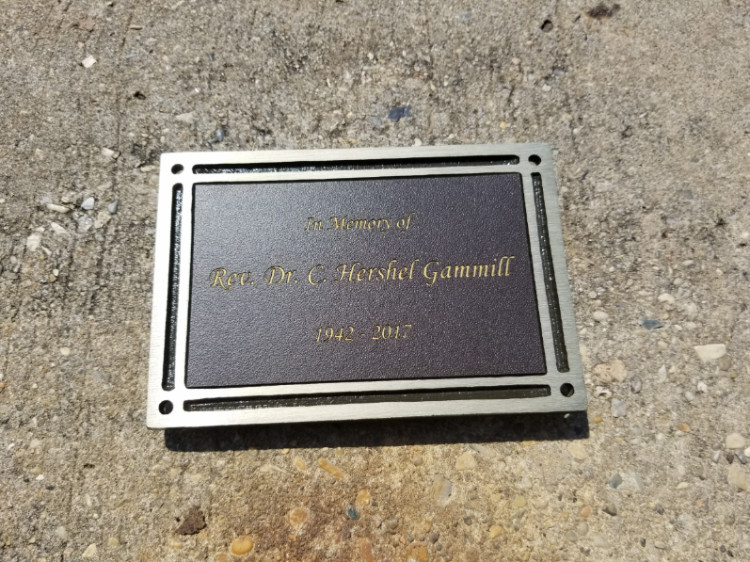 In Memory of
Rev. Dr. C. Hershel Gammill
1942 - 2017